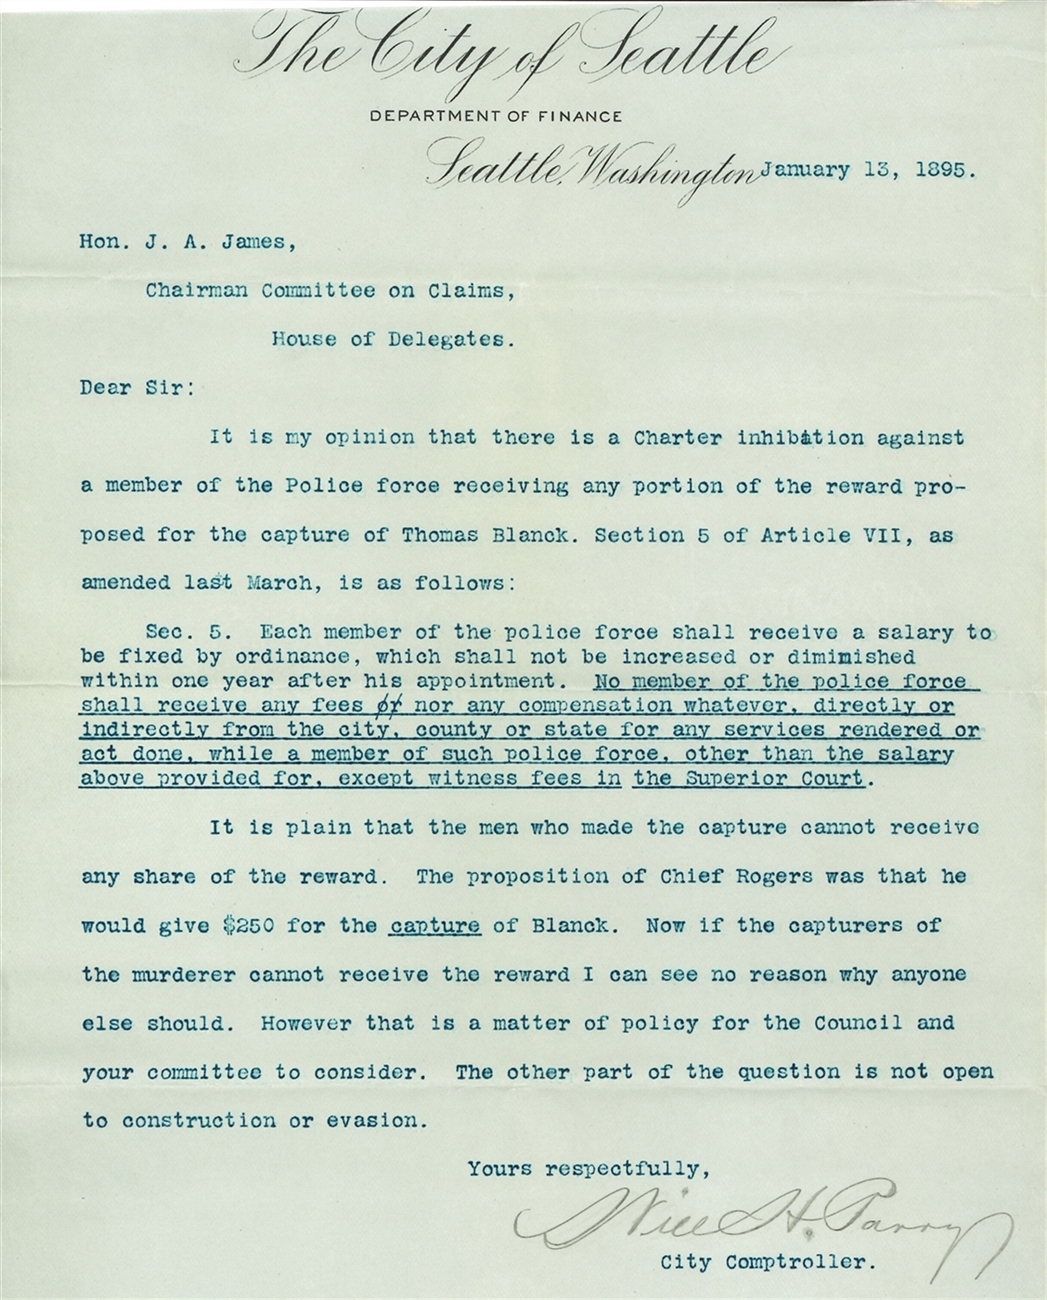 The City of Seattle
DEPARTMENT OF FINANCE
Seattle, Washington January 13, 1895.
Hon. J. A. James,
Chairman Committee on Claims,
House of Delegates.
Dear Sir:
It is my opinion that there is a Charter inhibition against
a member of the Police force receiving any portion of the reward pro-
posed for the capture of Thomas Blanck. Section 5 of Article VII, as
amended last March, is as follows:
Sec. 5. Each member of the police force shall receive a salary to
be fixed by ordinance, which shall not be increased or diminished
within one year after his appointment. No member of the police force
shall receive any fees or nor any compensation whatever, directly or
indirectly from the city, county or state for any services rendered or
act done, while a member of such police force, other than the salary
above provided for, except witness fees in the Superior Court.
It is plain that the men who made the capture cannot receive
any share of the reward. The proposition of Chief Rogers was that he
would give $250 for the capture of Blanck. Now if the capturers of
the murderer cannot receive the reward I can see no reason why anyone
else should. However that is a matter of policy for the Council and
your committee to consider. The other part of the question is not open
to construction or evasion.
Yours respectfully,
Will H. Parry
City Comptroller.